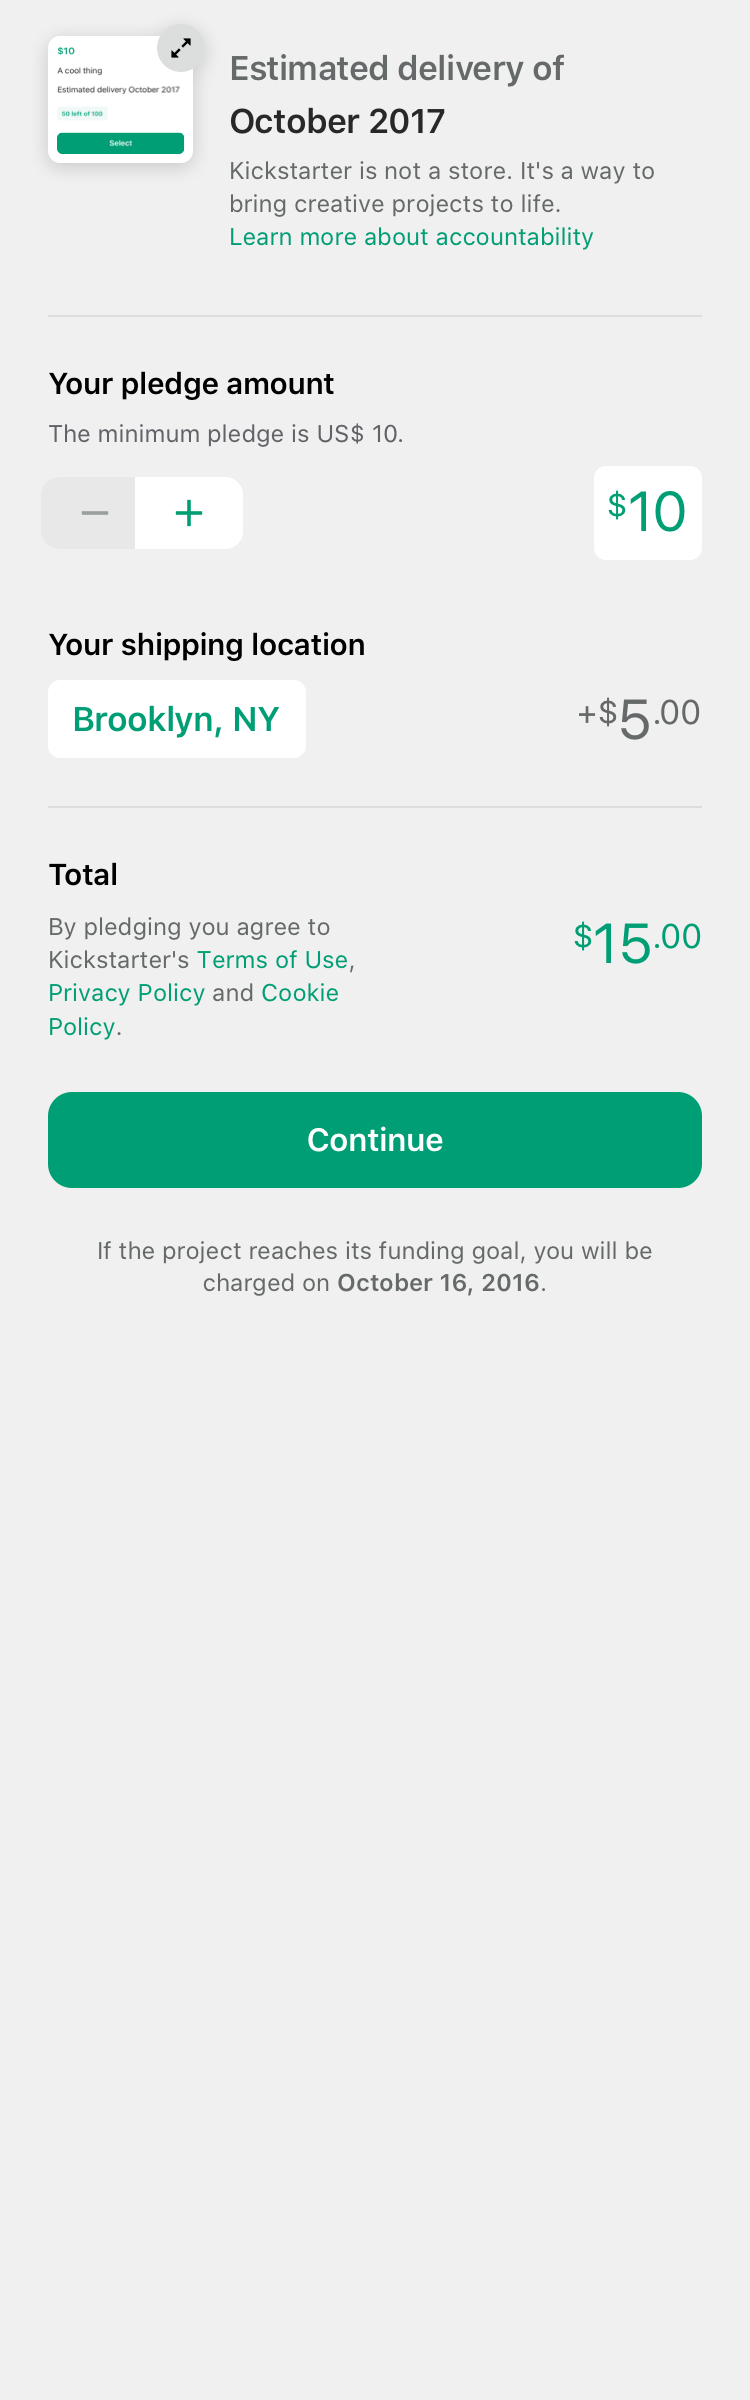 $10
A cool thing
Estimated delivery October 2017
50 left of 100
Select
Estimated delivery of
October 2017
Kickstarter is not a store. It's a way to
bring creative projects to life.
Learn more about accountability
Your pledge amount
The minimum pledge is US$ 10.
$10
Your shipping location
Brooklyn, NY
+$5.00
Total
By pledging you agree to
Kickstarter's Terms of Use,
Privacy Policy and Cookie
Policy.
$15.00
Continue
If the project reaches its funding goal, you will be
charged on October 16, 2016.